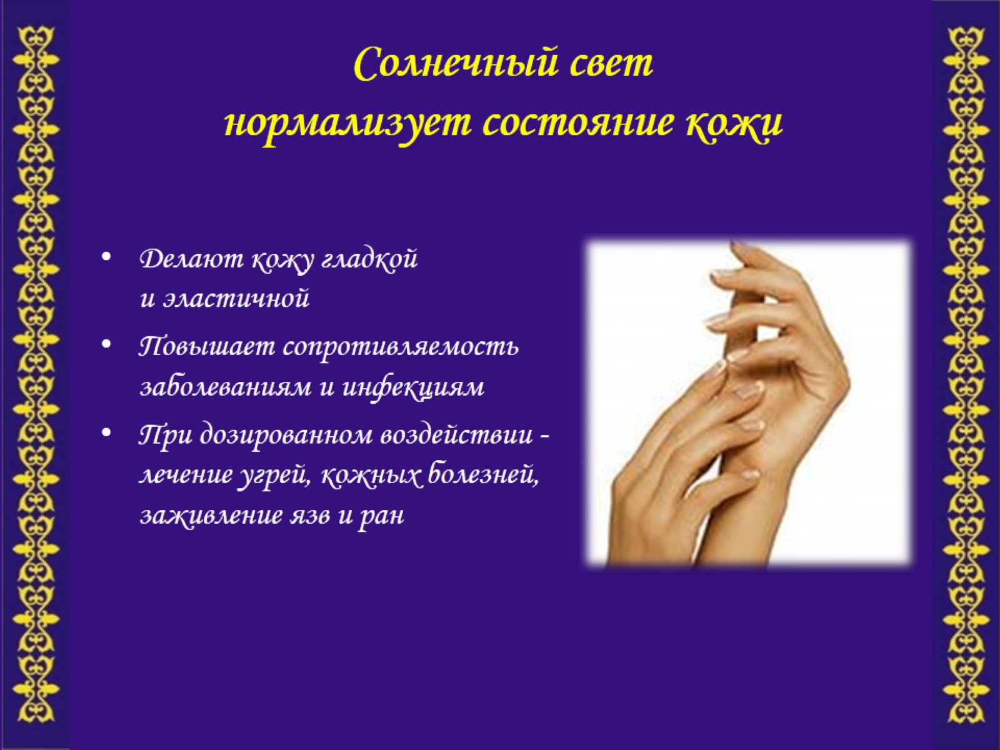 Солнечный свет
нормализует состояние кожи
• Делают кожу гладкой
и эластичной
• Повышает сопротивляемость
заболеваниям и инфекциям
• При дозированном воздействии -
лечение угрей, кожных болезней,
заживление язв и ран